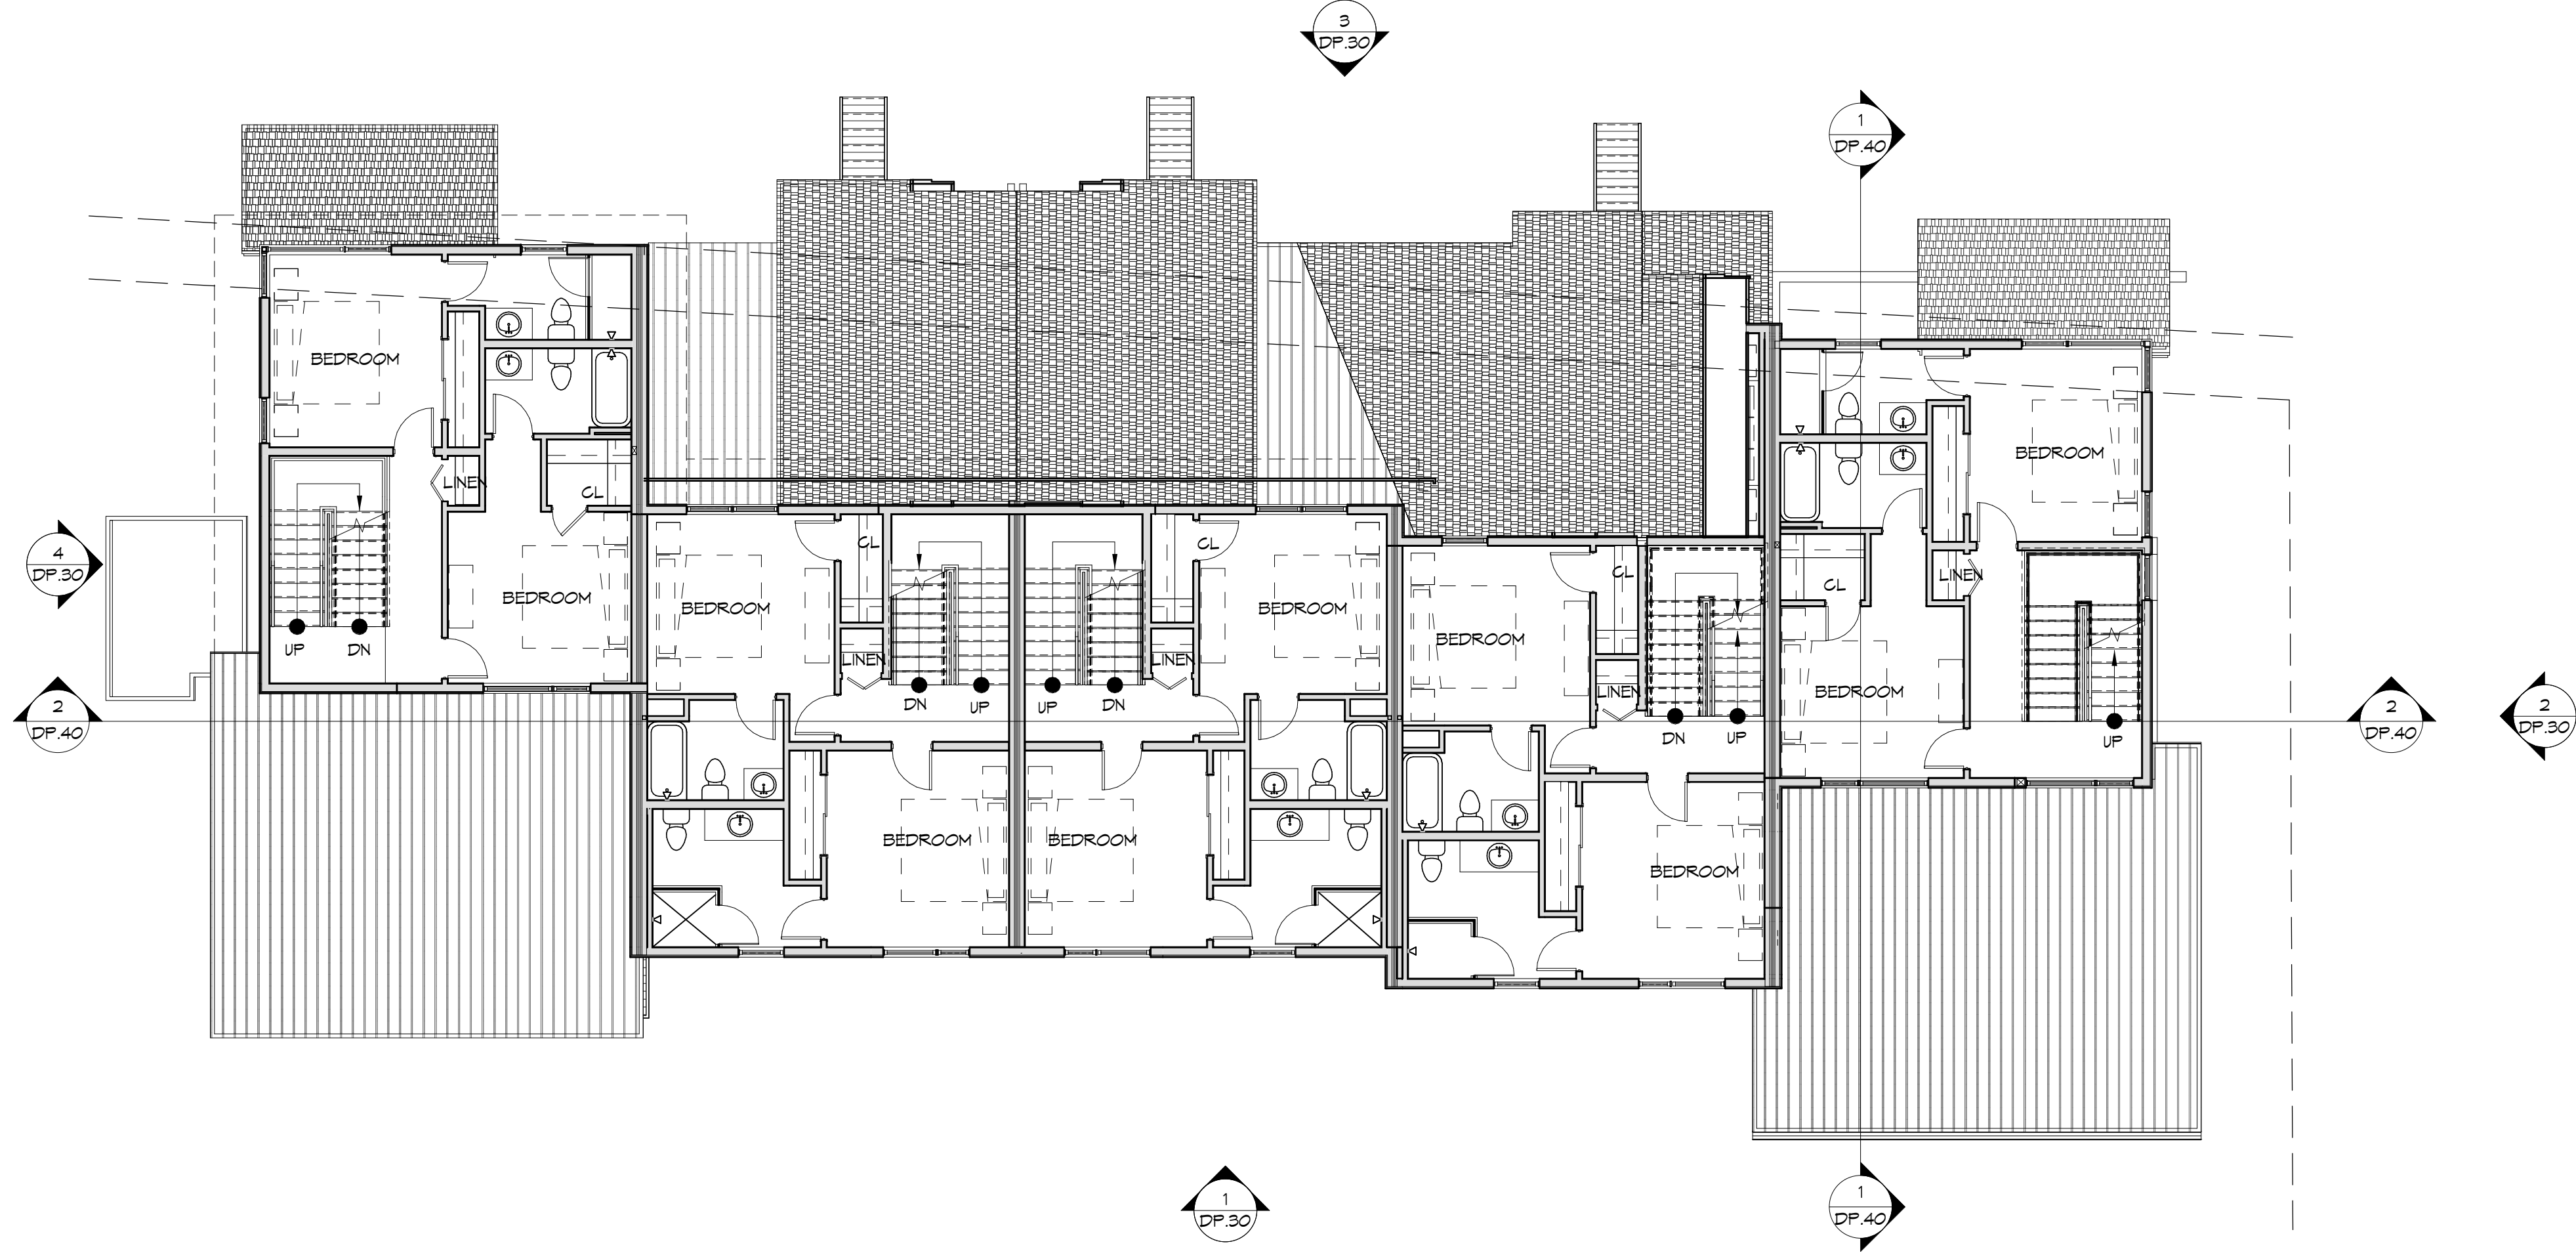 3
DP.30
1
DP.40
BEDROOM
BEDROOM
LINEN
CL
CL
CL
4
DP.30
CL
LINEN
CL
BEDROOM
BEDROOM
BEDROOM
BEDROOM
UP
DN
LINEN
LINEN
LINEN
BEDROOM
2
DP.40
DN
UP
UP
DN
DN
UP
UP
2
DP.40
2
DP.30
BEDROOM
BEDROOM
BEDROOM
1
DP.30
1
DP.40